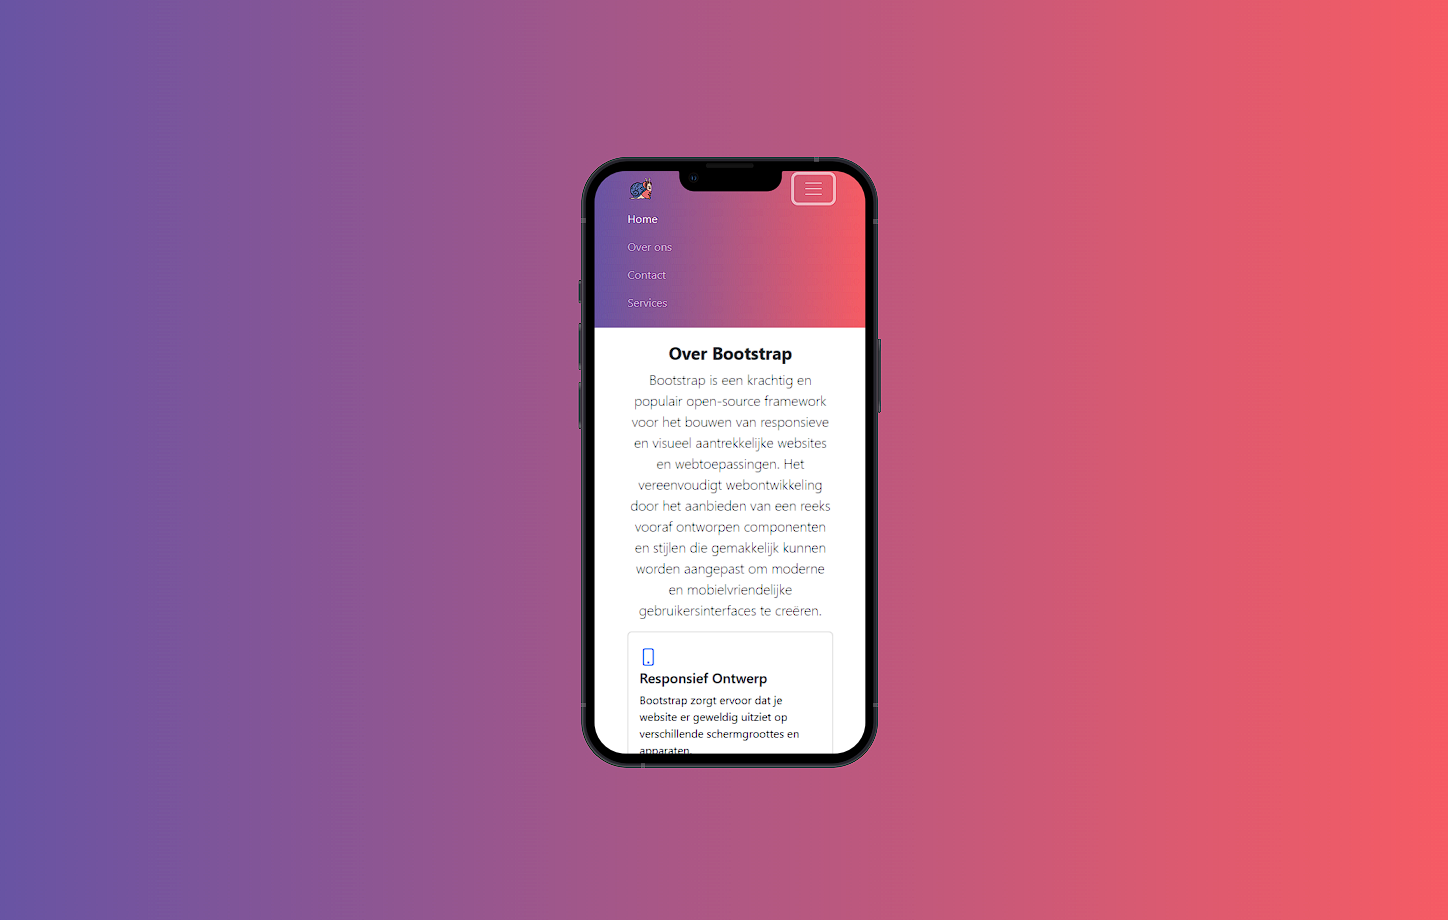 Home
Over ons
Contact
Services
Over Bootstrap
Bootstrap is een krachtig en
populair open-source framework
voor het bouwen van responsieve
en visueel aantrekkelijke websites
en webtoepassingen. Het
vereenvoudigt webontwikkeling
door het aanbieden van een reeks
vooraf ontworpen componenten
en stijlen die gemakkelijk kunnen
worden aangepast om moderne
en mobielvriendelijke
gebruikersinterfaces te creëren.
Responsief Ontwerp
Bootstrap zorgt ervoor dat je
website er geweldig uitziet op
verschillende schermgroottes en
apparaten.